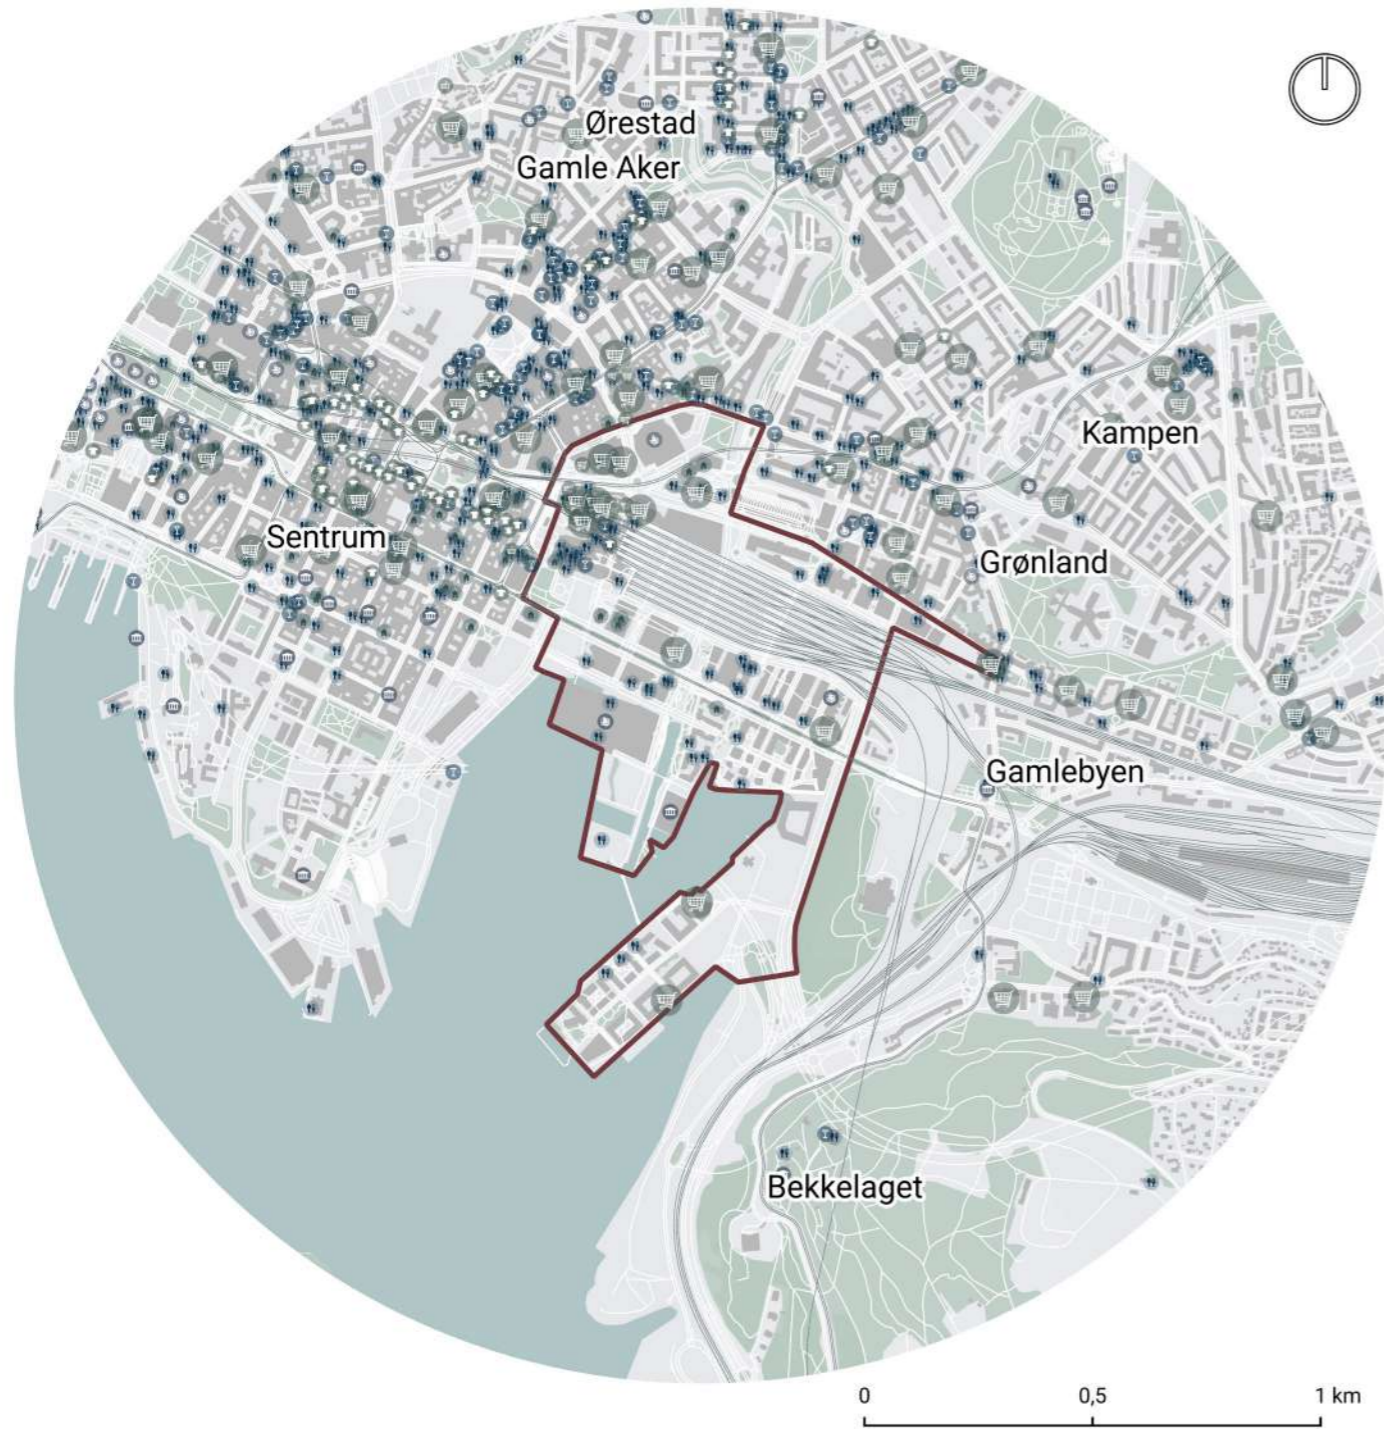 Ørestad
Gamle Aker
Kampen
Sentrum
Grønland
Gamlebyen
Bekkelaget
0 0,5 1 km